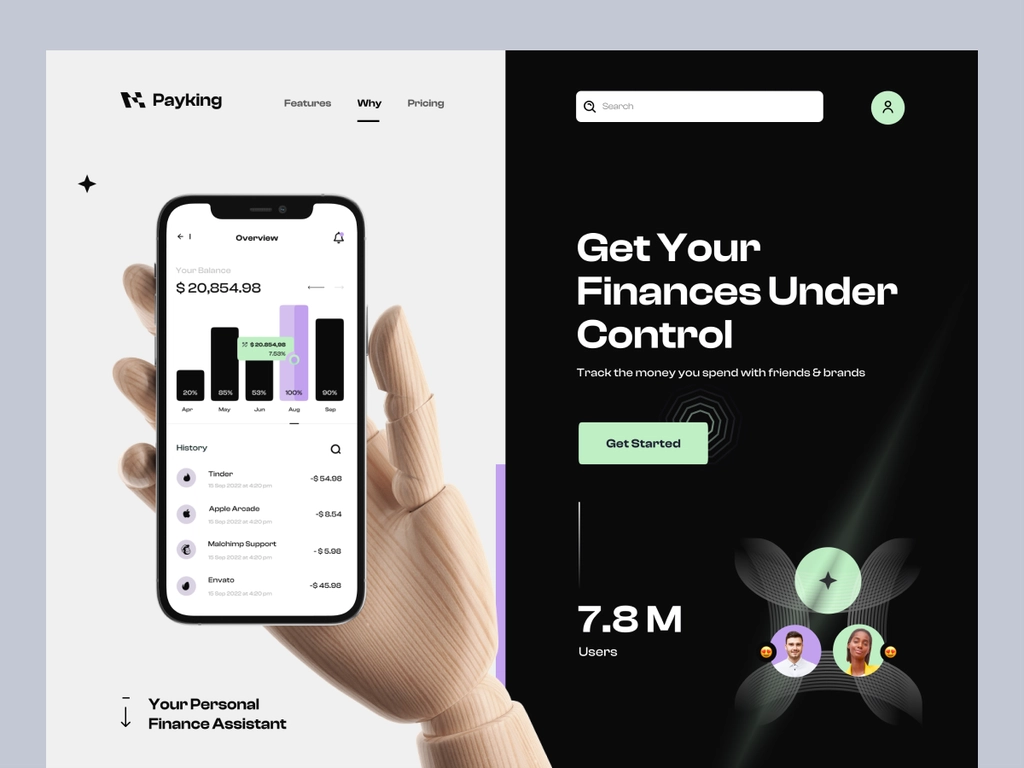 Payking
Features
Why
Pricing
Search
Overview
Your Balance
$ 20,854.98
$ 20.854,98
7.53%
20%
85%
53%
100%
90%
Apr
May
Jun
Aug
Sep
History
Tinder
15 Sep 2022 at 4:20 pm
-$ 54.98
Apple Arcade
15 Sep 2022 at 4:20 pm
-$ 8.54
Malchimp Support
15 Sep 2022 at 4:20 pm
- $ 5.98
Envato
15 Sep 2022 at 4:20 pm
-$ 45.98
Your Personal
Finance Assistant
Get Your
Finances Under
Control
Track the money you spend with friends & brands
Get Started
7.8 M
Users